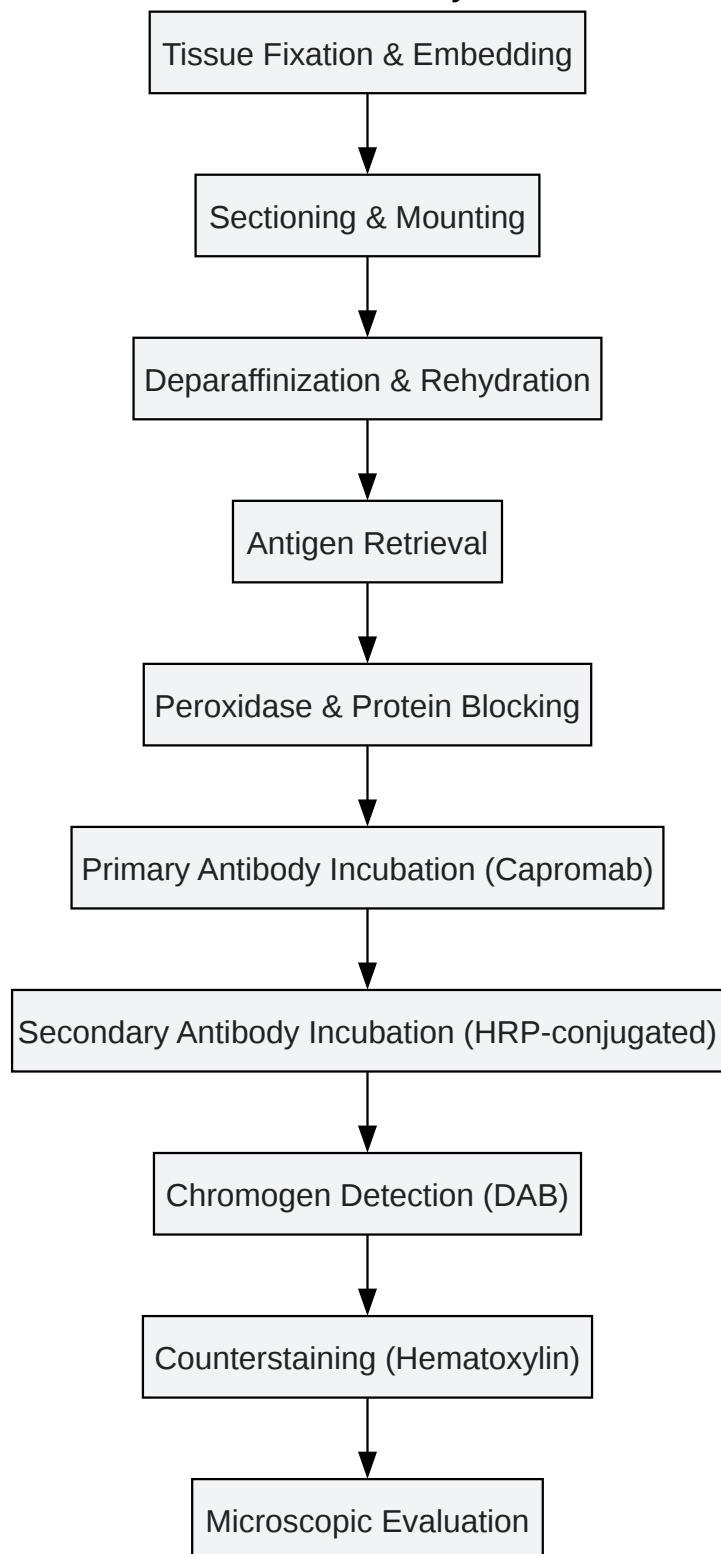 Tissue Fixation & Embedding
Sectioning & Mounting
Deparaffinization & Rehydration
Antigen Retrieval
Peroxidase & Protein Blocking
Primary Antibody Incubation (Capromab)
Secondary Antibody Incubation (HRP-conjugated)
Chromogen Detection (DAB)
Counterstaining (Hematoxylin)
Microscopic Evaluation